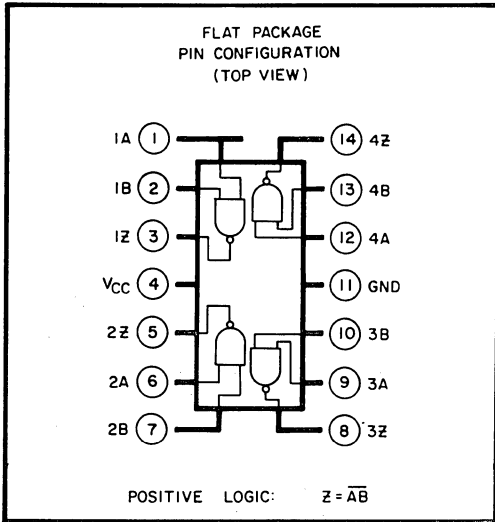 FLAT PACKAGE
PIN CONFIGURATION
(TOP VIEW)
1A 1 14 4Z
1B 2 13 4B
1Z 3 12 4A
VCC 4 11 GND
2Z 5 10 3B
2A 6 9 3A
2B 7 8 3Z
POSITIVE LOGIC: Z = A̅B̅